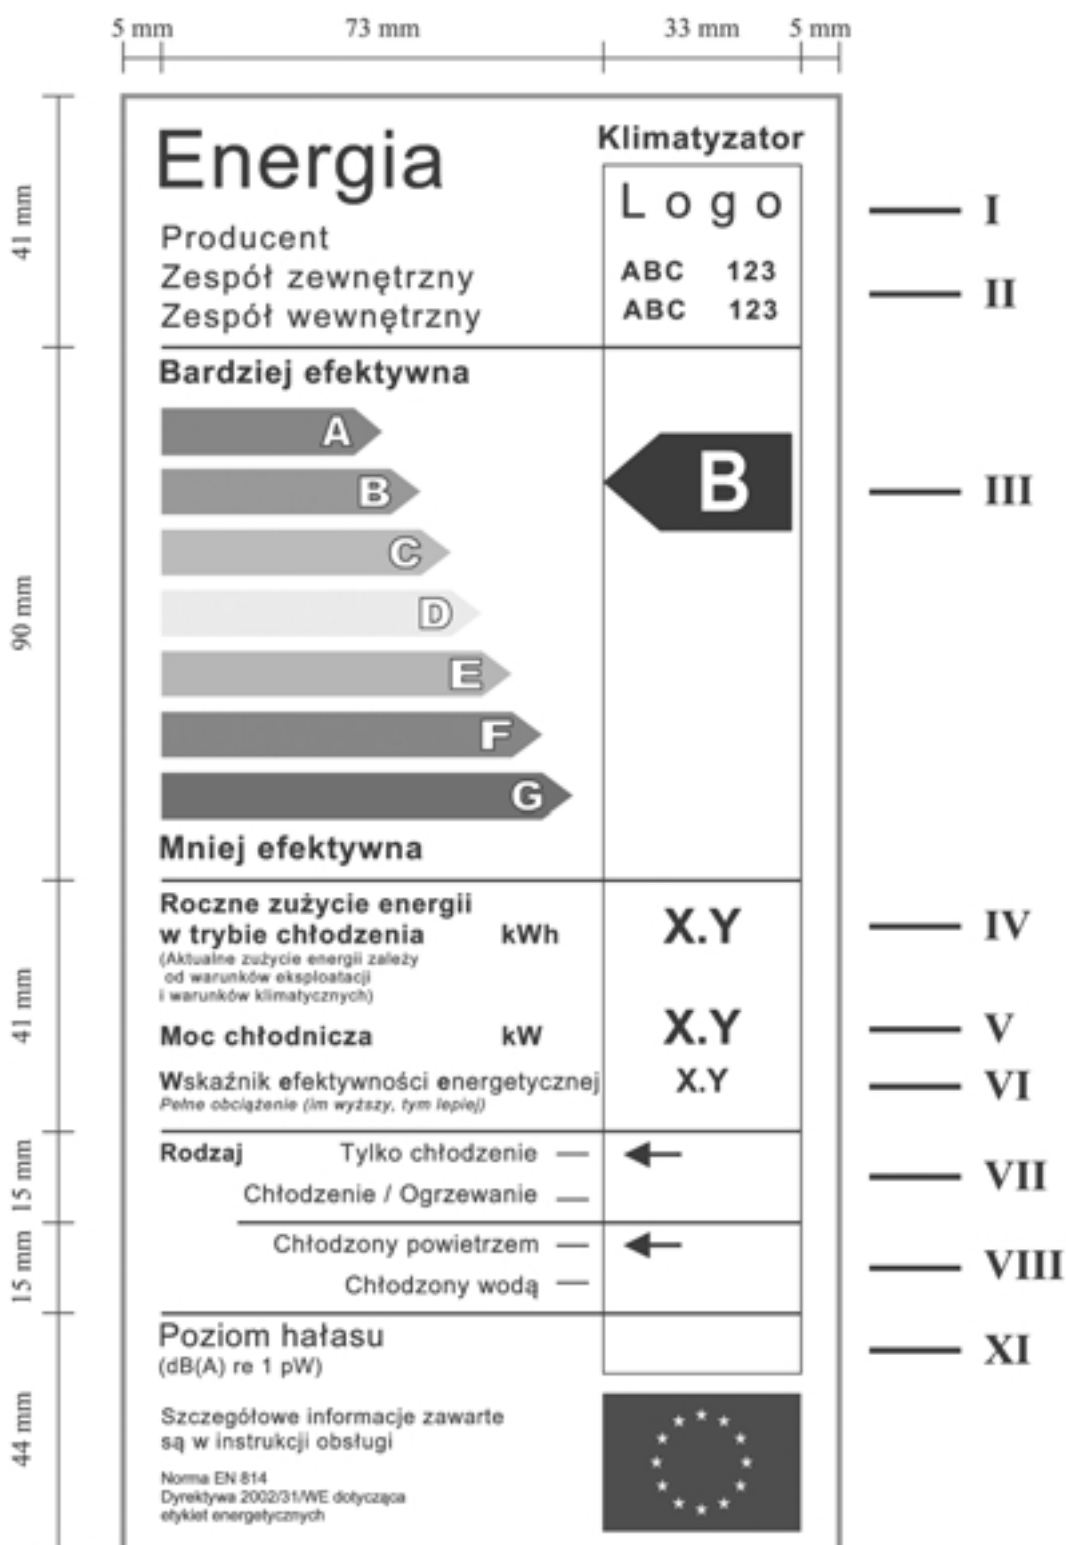 5 mm 73 mm 33 mm 5 mm
Energia
Klimatyzator
Logo
I
41 mm
Producent
Zespół zewnętrzny
ABC 123
II
Zespół wewnętrzny
ABC 123
Bardziej efektywna
A
B
B
III
C
D
90 mm
E
F
G
Mniej efektywna
Roczne zużycie energii
w trybie chłodzenia kWh
X.Y
IV
(Aktualne zużycie energii zależy
od warunków eksploatacji
i warunków klimatycznych)
41 mm
Moc chłodnicza kW
X.Y
V
Wskaźnik efektywności energetycznej
X.Y
VI
Pełne obciążenie (im wyższy, tym lepiej)
15 mm
Rodzaj Tylko chłodzenie —
VII
Chłodzenie / Ogrzewanie —
15 mm
Chłodzony powietrzem —
VIII
Chłodzony wodą —
Poziom hałasu
XI
(dB(A) re 1 pW)
44 mm
Szczegółowe informacje zawarte
są w instrukcji obsługi
Norma EN 814
Dyrektywa 2002/31/WE dotycząca
etykiet energetycznych